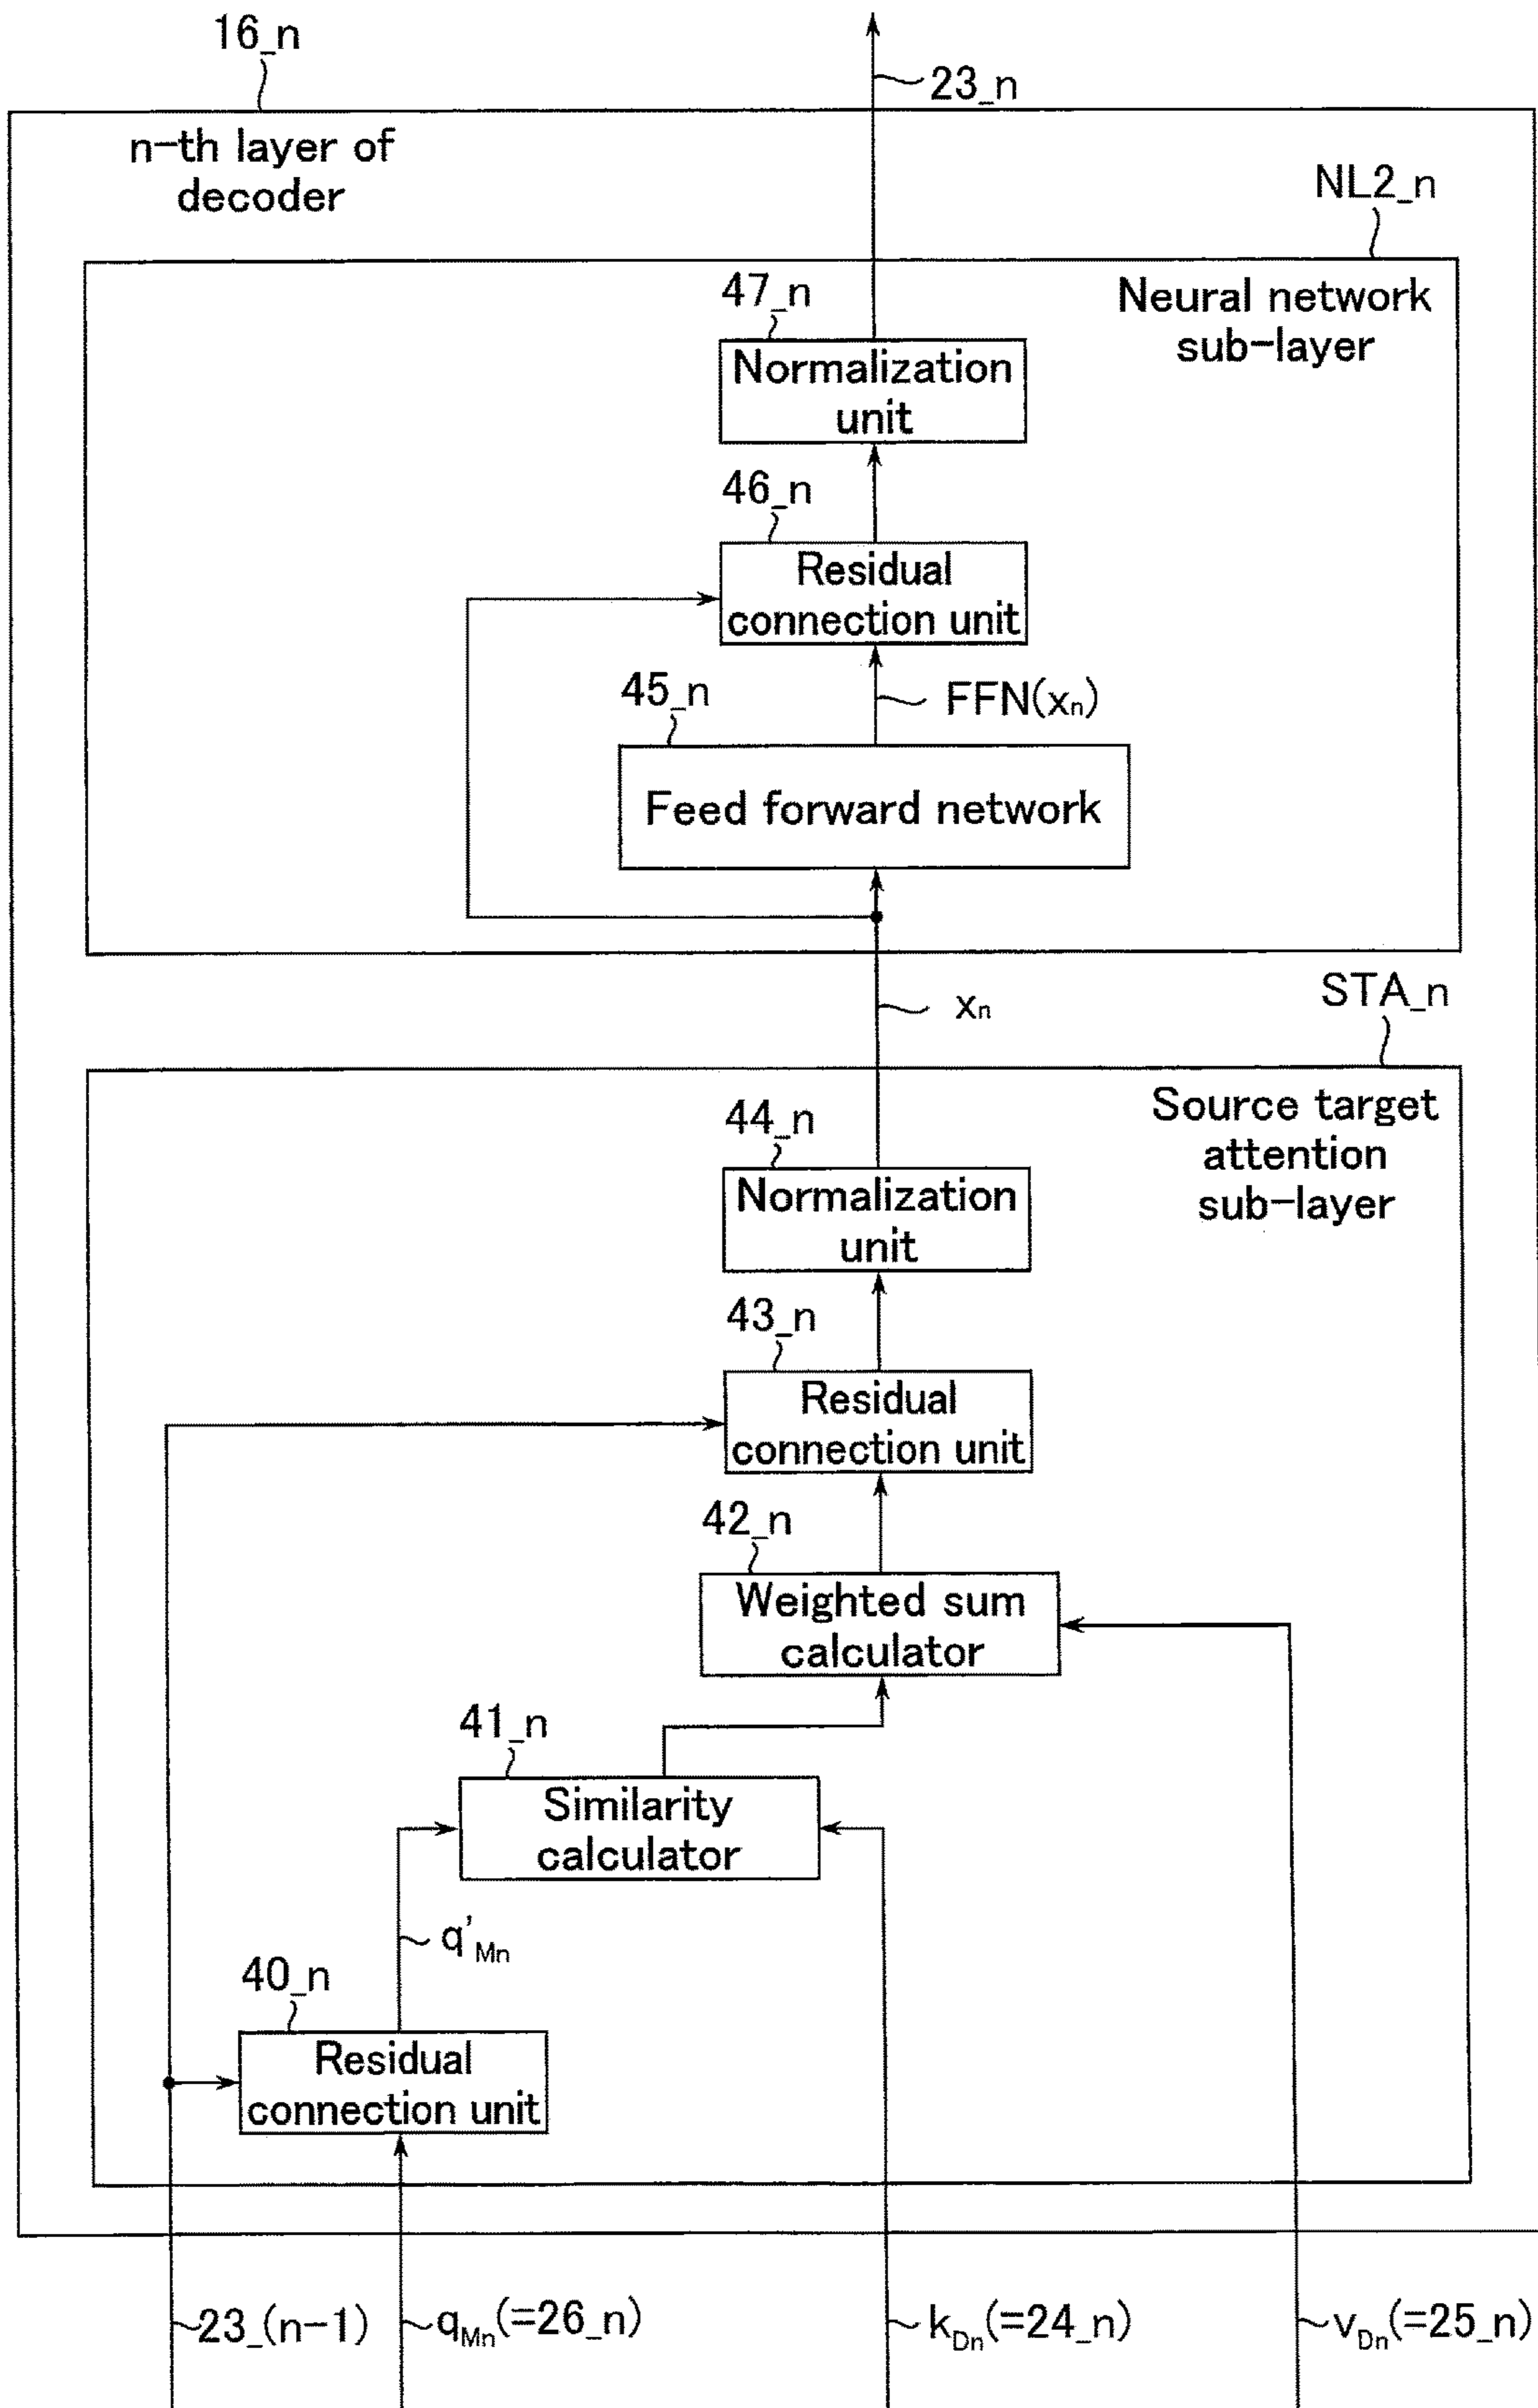 16_n
23_n
n-th layer of
decoder
NL2_n
Neural network
sub-layer
47_n
Normalization
unit
46_n
Residual
connection unit
45_n
FFN(xn)
Feed forward network
xn
STA_n
Source target
attention
sub-layer
44_n
Normalization
unit
43_n
Residual
connection unit
42_n
Weighted sum
calculator
41_n
Similarity
calculator
q'Mn
40_n
Residual
connection unit
23_(n-1)
qMn(=26_n)
kDn(=24_n)
vDn(=25_n)